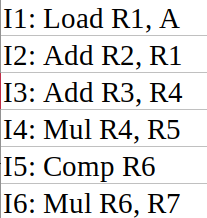 I1: Load R1, A
I2: Add R2, R1
I3: Add R3, R4
I4: Mul R4, R5
I5: Comp R6
I6: Mul R6, R7